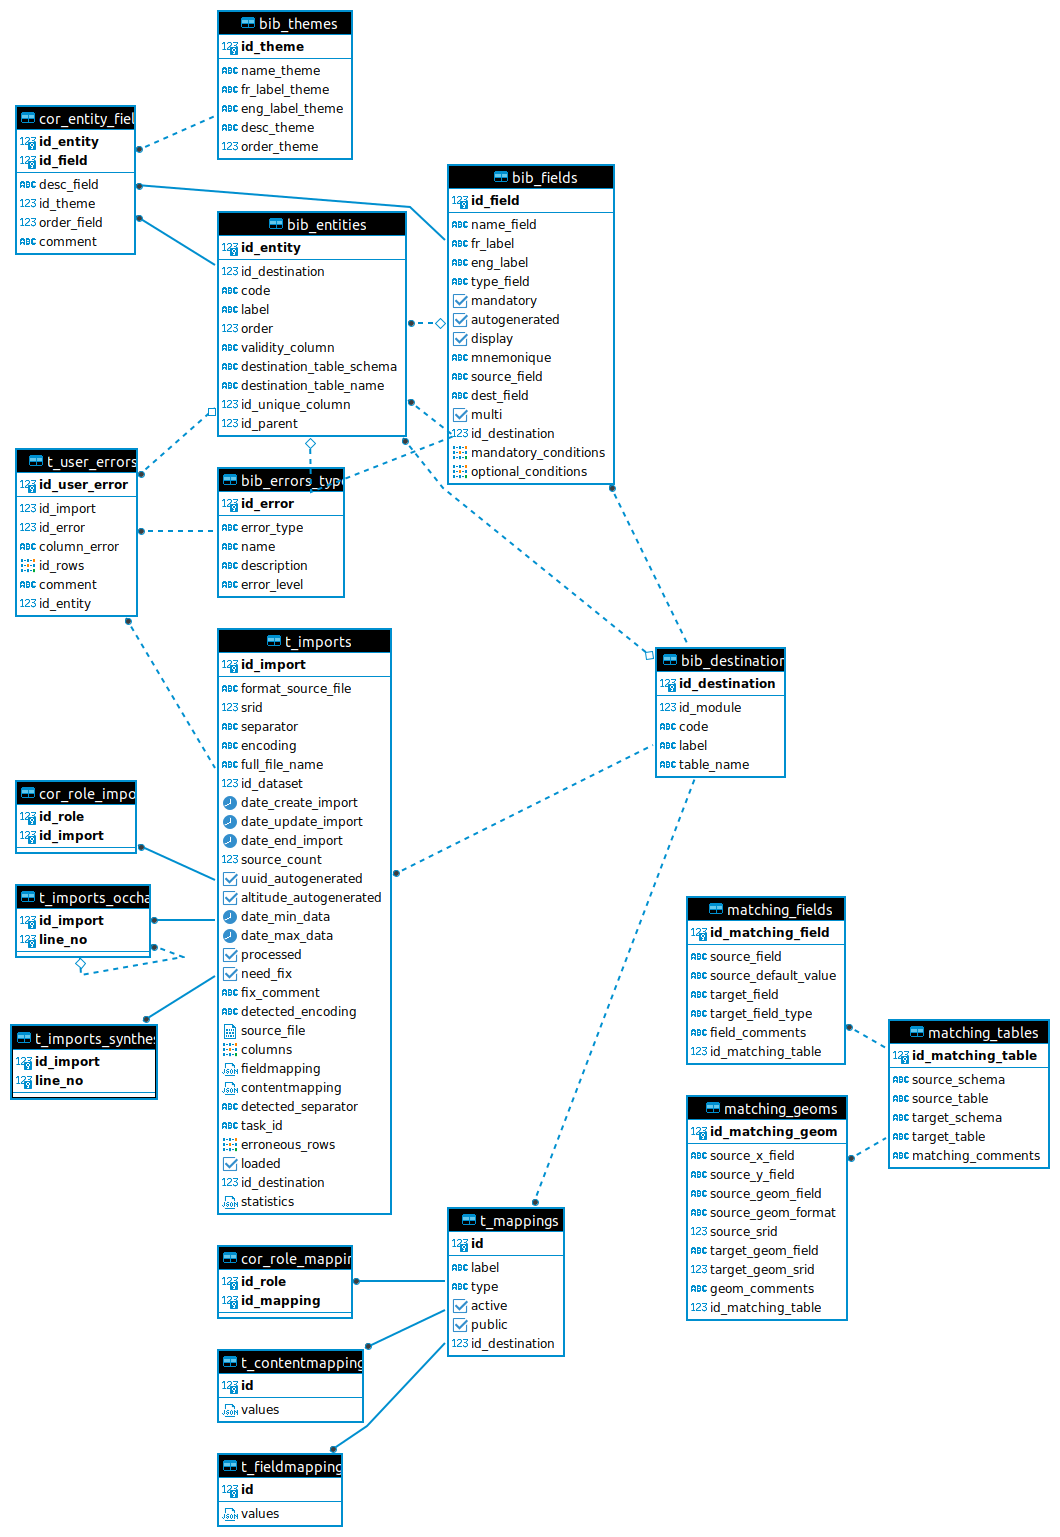 bib_themes
id_theme
name_theme
fr_label_theme
eng_label_theme
desc_theme
order_theme
cor_entity_fiel
id_entity
id_field
desc_field
id_theme
order_field
comment
bib_fields
id_field
name_field
fr_label
eng_label
type_field
mandatory
autogenerated
display
mnemonique
source_field
dest_field
multi
id_destination
mandatory_conditions
optional_conditions
bib_entities
id_entity
id_destination
code
label
order
validity_column
destination_table_schema
destination_table_name
id_unique_column
id_parent
t_user_errors
id_user_error
id_import
id_error
column_error
id_rows
comment
id_entity
bib_errors_type
id_error
error_type
name
description
error_level
t_imports
id_import
format_source_file
srid
separator
encoding
full_file_name
id_dataset
date_create_import
date_update_import
date_end_import
source_count
uuid_autogenerated
altitude_autogenerated
date_min_data
date_max_data
processed
need_fix
fix_comment
detected_encoding
source_file
columns
fieldmapping
contentmapping
detected_separator
task_id
erroneous_rows
loaded
id_destination
statistics
bib_destination
id_destination
id_module
code
label
table_name
cor_role_impo
id_role
id_import
t_imports_occha
id_import
line_no
t_imports_synthes
id_import
line_no
matching_fields
id_matching_field
source_field
source_default_value
target_field
target_field_type
field_comments
id_matching_table
matching_tables
id_matching_table
source_schema
source_table
target_schema
target_table
matching_comments
matching_geoms
id_matching_geom
source_x_field
source_y_field
source_geom_field
source_geom_format
source_srid
target_geom_field
target_geom_srid
geom_comments
id_matching_table
t_mappings
id
label
type
active
public
id_destination
cor_role_mappin
id_role
id_mapping
t_contentmapping
id
values
t_fieldmapping
id
values